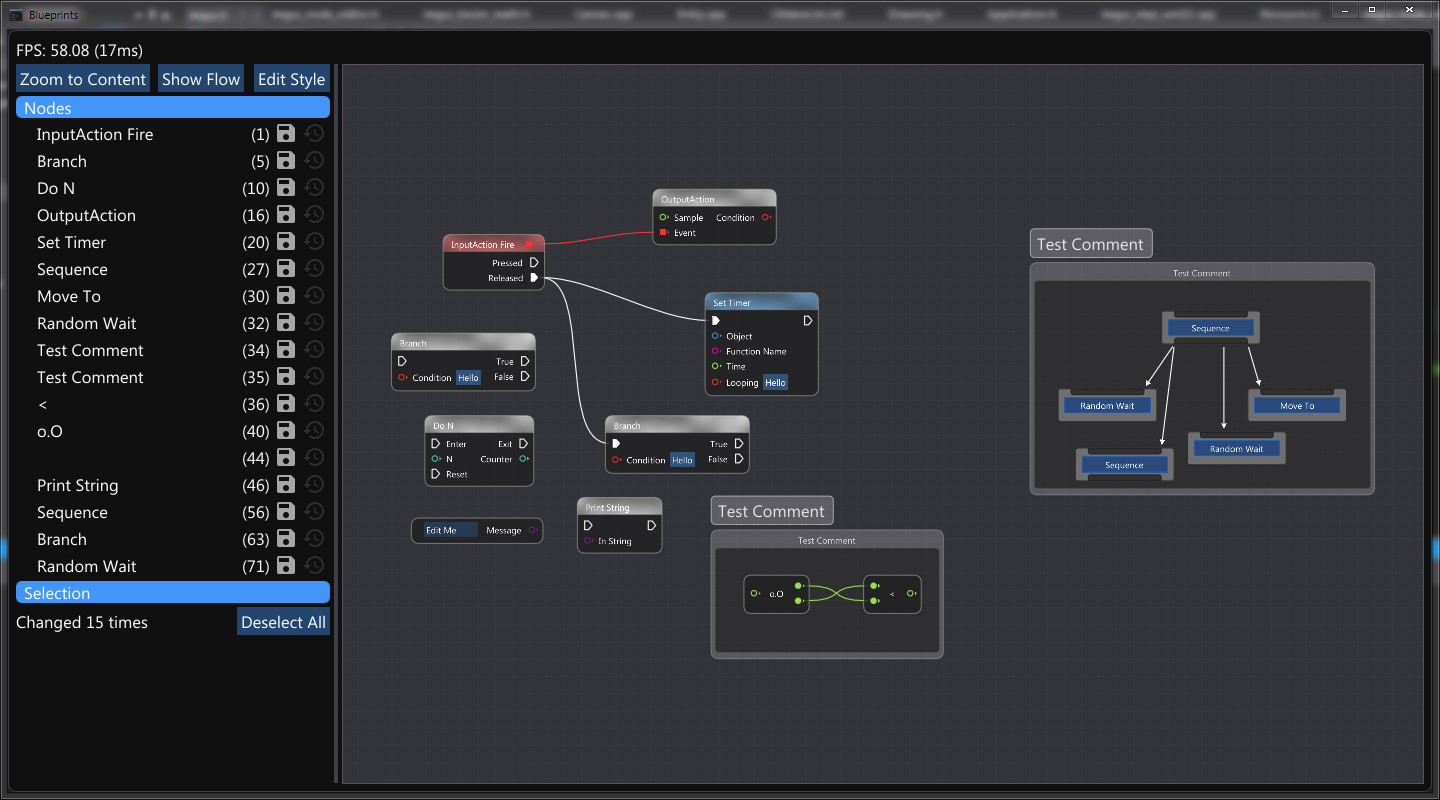 Blueprints
FPS: 58.08 (17ms)
Zoom to Content Show Flow Edit Style
Nodes
InputAction Fire (1)
Branch (5)
Do N (10)
OutputAction (16)
Set Timer (20)
Sequence (27)
Move To (30)
Random Wait (32)
Test Comment (34)
Test Comment (35)
< (36)
o.O (40)
(44)
Print String (46)
Sequence (56)
Branch (63)
Random Wait (71)
Selection
Changed 15 times Deselect All
OutputAction
Sample Condition
Event
InputAction Fire
Pressed
Released
Set Timer
Object
Function Name
Time
Looping Hello
Branch
True
Condition Hello False
Do N
Enter Exit
N Counter
Reset
Branch
True
Condition Hello False
Edit Me Message
Print String
In String
Test Comment
Test Comment
o.O <
Test Comment
Test Comment
Sequence
Random Wait
Move To
Random Wait
Sequence